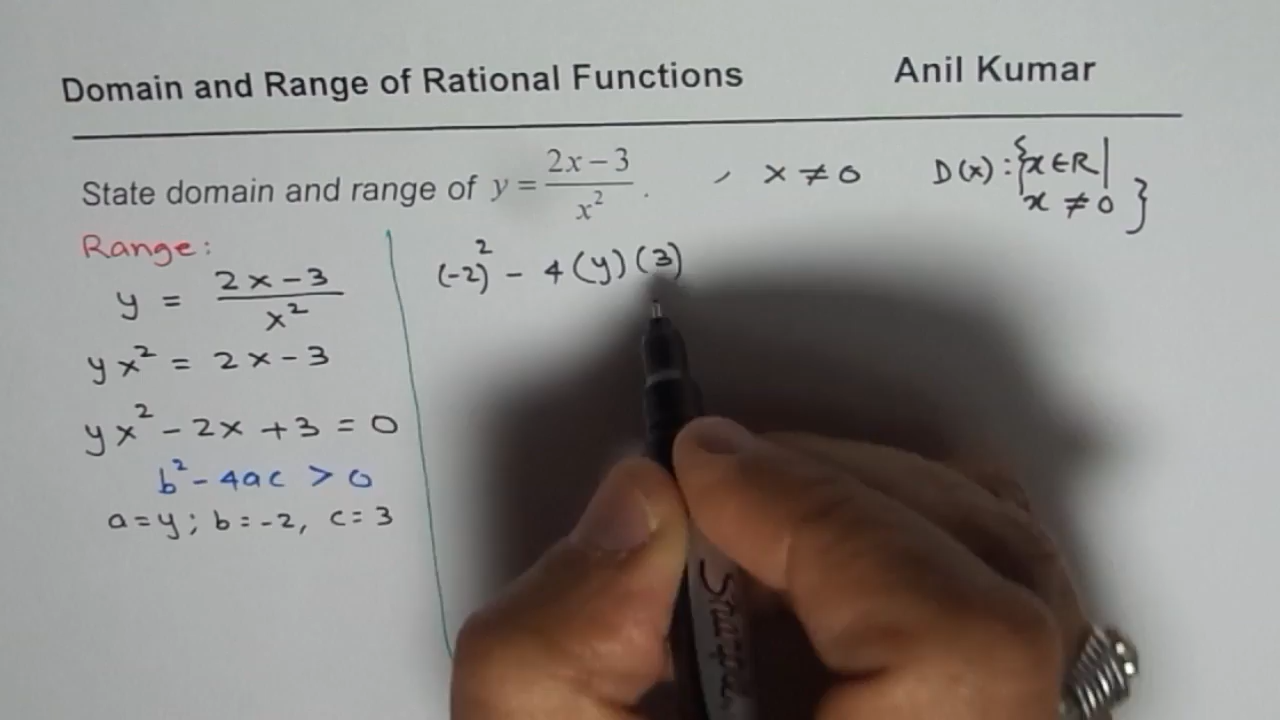 Domain and Range of Rational Functions Anil Kumar
State domain and range of y = (2x − 3)/x². , x ≠ 0 D(x) : {x ∈ R | x ≠ 0}
Range:
y = (2x − 3)/x²
(-2)² − 4(y)(3)
yx² = 2x − 3
yx² − 2x + 3 = 0
b² − 4ac > 0
a = y; b = -2, c = 3